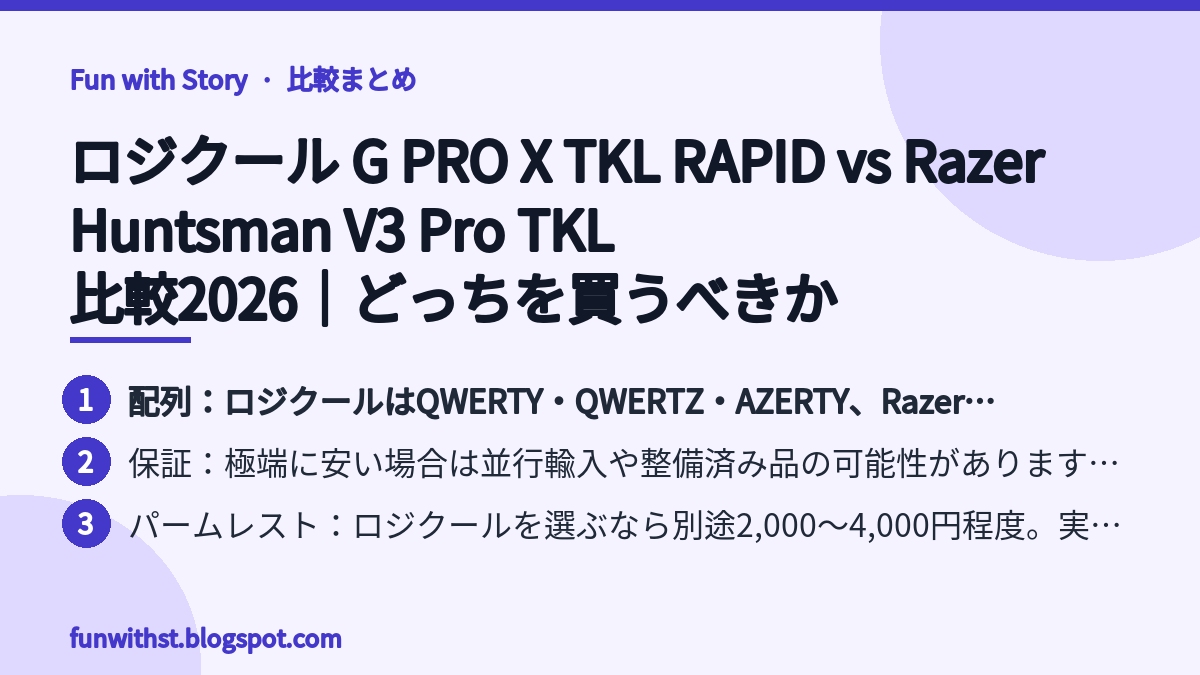 Fun with Story ・ 比較まとめ
ロジクール G PRO X TKL RAPID vs Razer
Huntsman V3 Pro TKL
比較2026｜どっちを買うべきか
1 配列：ロジクールはQWERTY・QWERTZ・AZERTY、Razer…
2 保証：極端に安い場合は並行輸入や整備済み品の可能性があります…
3 パームレスト：ロジクールを選ぶなら別途2,000〜4,000円程度。実…
funwithst.blogspot.com